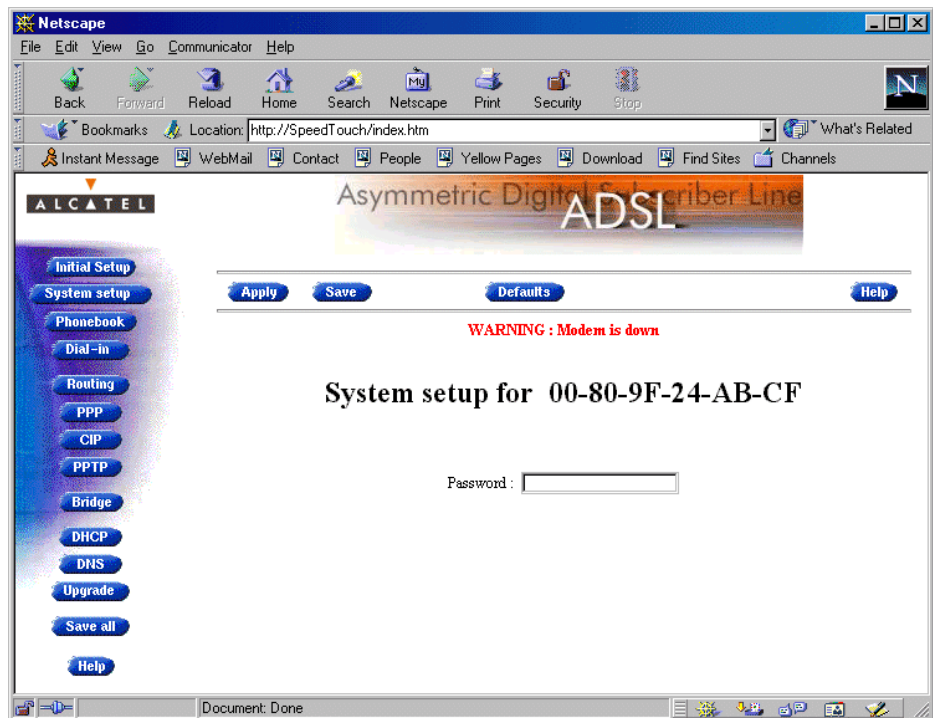 Netscape
File Edit View Go Communicator Help
My N
Back Forward Reload Home Search Netscape Print Security Stop
Bookmarks Location: http://SpeedTouch/index.htm What's Related
Instant Message WebMail Contact People Yellow Pages Download Find Sites Channels
ALCATEL
Asymmetric Digital Subscriber Line
ADSL
Initial Setup
System setup
Phonebook
Dial-in
Routing
PPP
CIP
PPTP
Bridge
DHCP
DNS
Upgrade
Save all
Help
Apply Save Defaults Help
WARNING : Modem is down
System setup for 00-80-9F-24-AB-CF
Password :
Document: Done